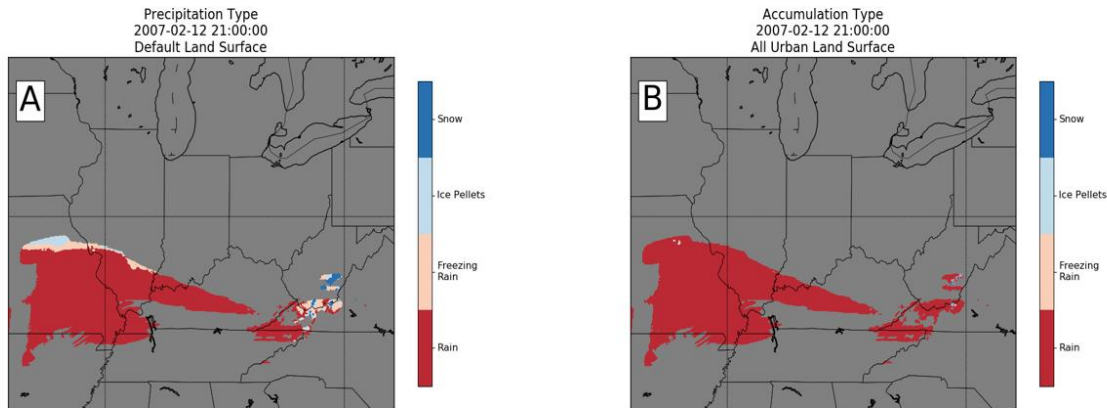 Precipitation Type
2007-02-12 21:00:00
Default Land Surface
A
Snow
Ice Pellets
Freezing
Rain
Rain
Accumulation Type
2007-02-12 21:00:00
All Urban Land Surface
B
Snow
Ice Pellets
Freezing
Rain
Rain